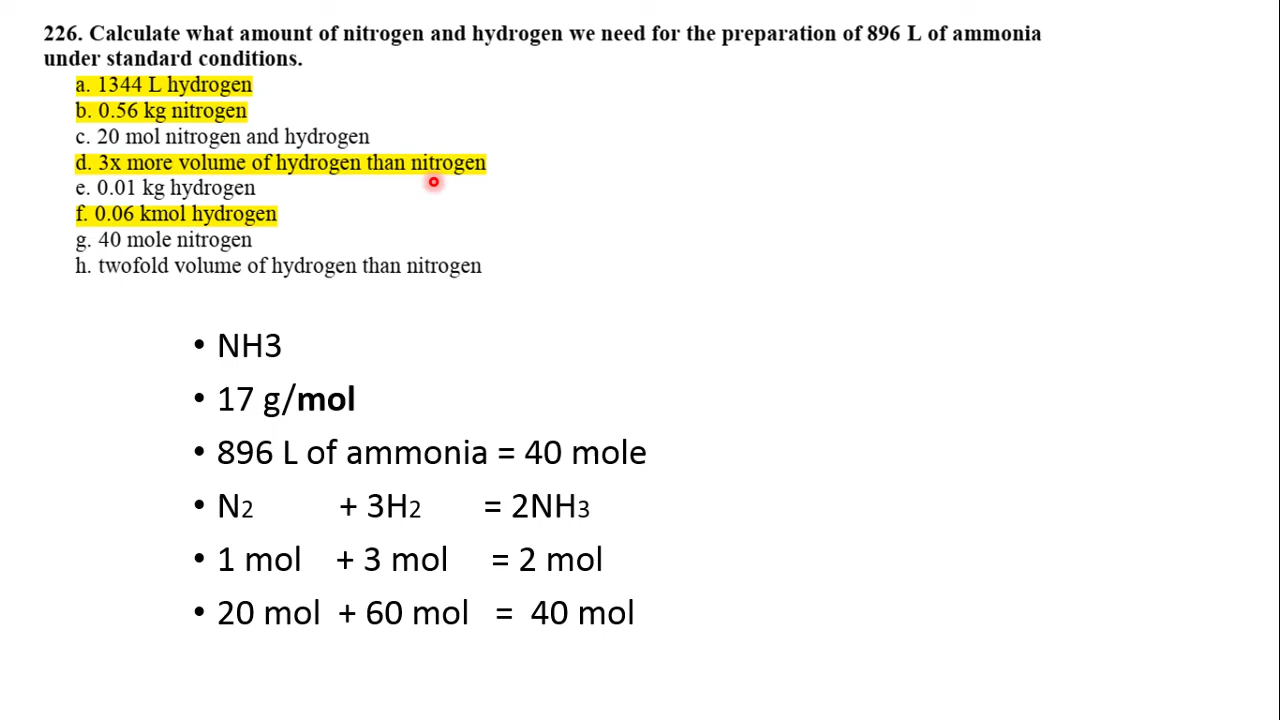 226. Calculate what amount of nitrogen and hydrogen we need for the preparation of 896 L of ammonia
under standard conditions.
a. 1344 L hydrogen
b. 0.56 kg nitrogen
c. 20 mol nitrogen and hydrogen
d. 3x more volume of hydrogen than nitrogen
e. 0.01 kg hydrogen
f. 0.06 kmol hydrogen
g. 40 mole nitrogen
h. twofold volume of hydrogen than nitrogen
• NH3
• 17 g/mol
• 896 L of ammonia = 40 mole
• N2 + 3H2 = 2NH3
• 1 mol + 3 mol = 2 mol
• 20 mol + 60 mol = 40 mol